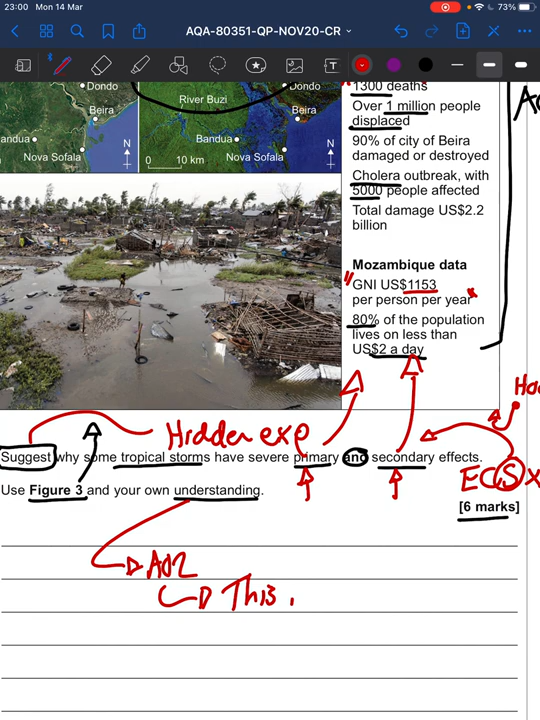 23:00 Mon 14 Mar
73%
AQA-80351-QP-NOV20-CR
Dondo
Dondo
River Buzi
Beira
Beira
andua
Bandua
Nova Sofala
N
0 10 km
Nova Sofala
N
1300 deaths
Over 1 million people
displaced
90% of city of Beira
damaged or destroyed
Cholera outbreak, with
5000 people affected
Total damage US$2.2
billion
Mozambique data
GNI US$1153
per person per year
80% of the population
lives on less than
US$2 a day
Hidden exp
Suggest why some tropical storms have severe primary and secondary effects.
Use Figure 3 and your own understanding.
[6 marks]
AO2
This